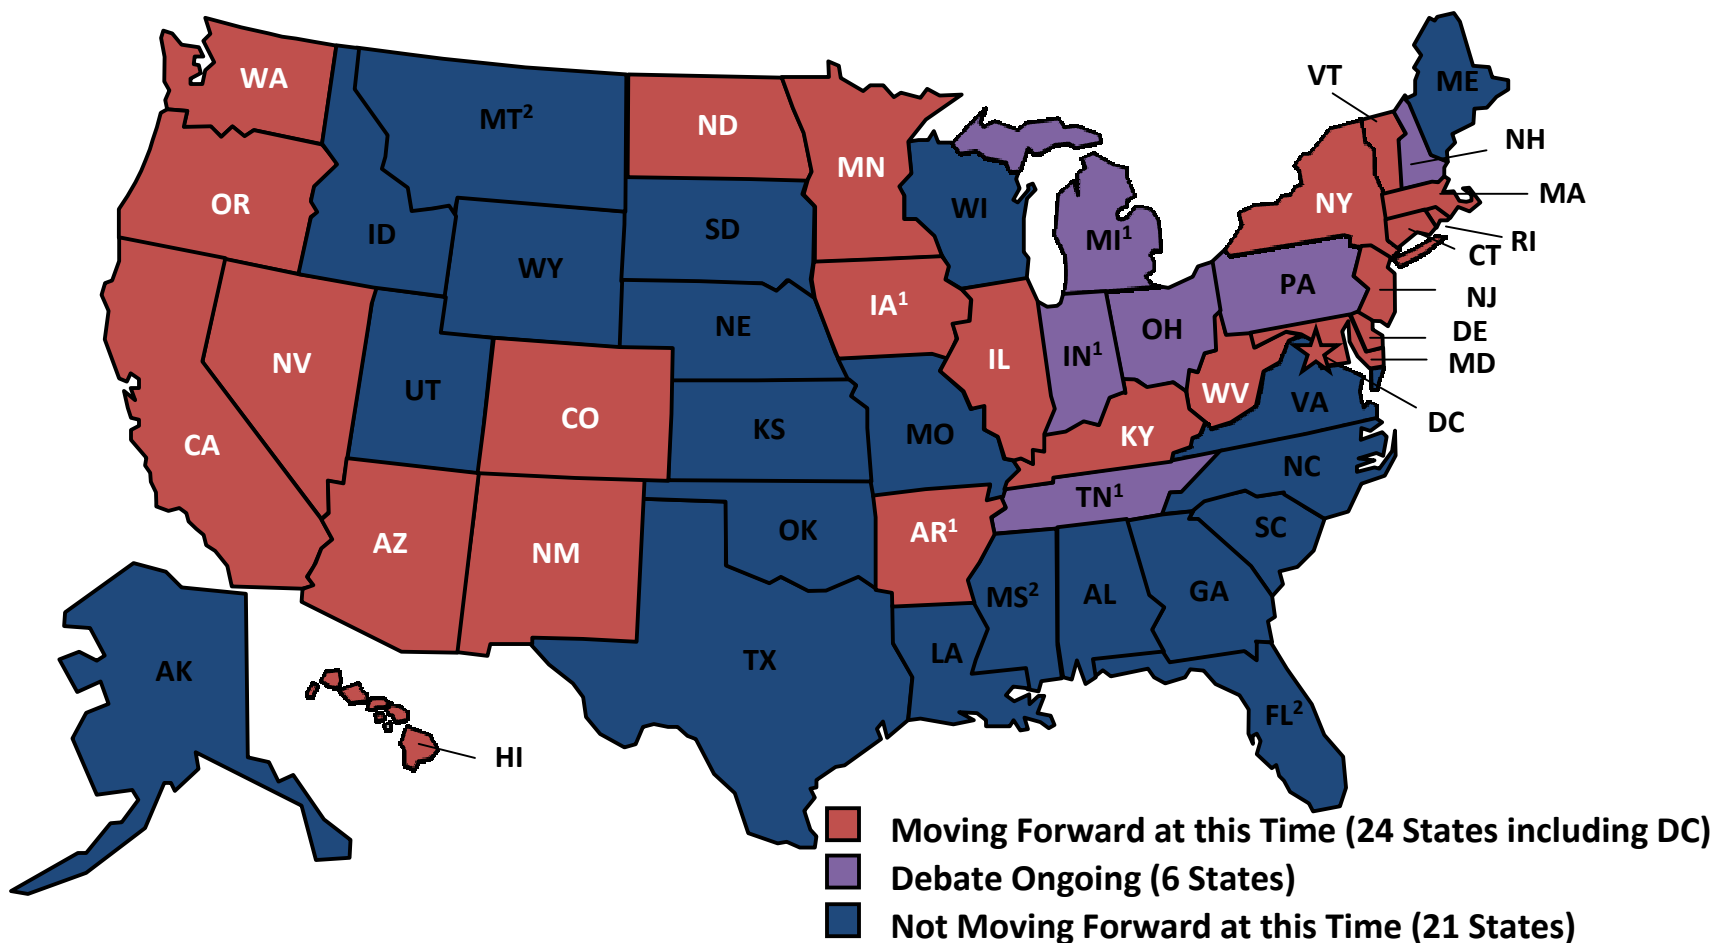 VT
ME
WA
MT²
ND
NH
MN
MA
OR
NY
WI
ID
SD
MI¹
RI
CT
WY
PA
NJ
IA¹
NE
OH
DE
NV
IN¹
IL
MD
UT
WV
VA
CO
KS
DC
KY
MO
CA
NC
TN¹
AR¹
OK
SC
AZ
NM
MS²
AL
GA
LA
TX
AK
FL²
HI
Moving Forward at this Time (24 States including DC)
Debate Ongoing (6 States)
Not Moving Forward at this Time (21 States)